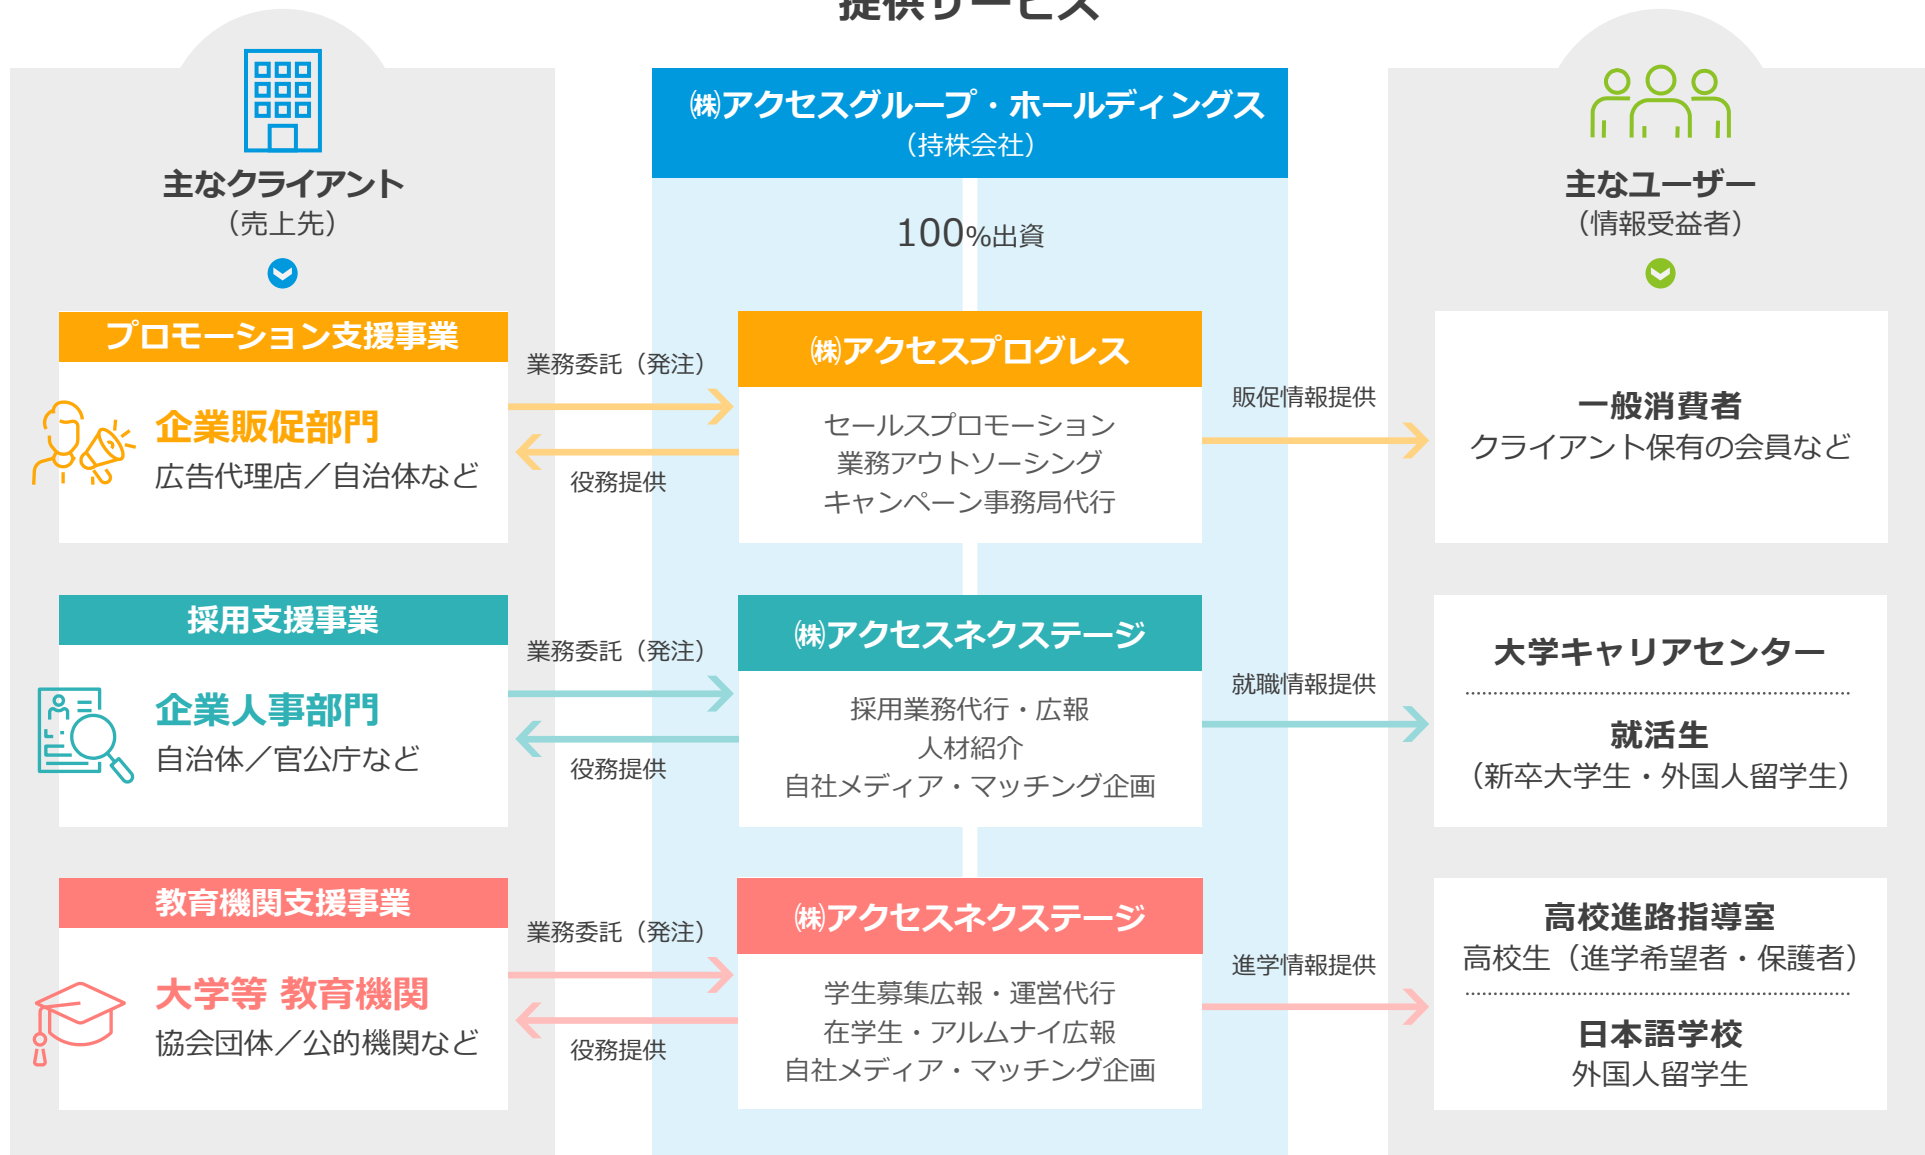 提供サービス
主なクライアント
（売上先）
㈱アクセスグループ・ホールディングス
（持株会社）
100%出資
主なユーザー
（情報受益者）
プロモーション支援事業
企業販促部門
広告代理店／自治体など
業務委託（発注）
役務提供
㈱アクセスプログレス
セールスプロモーション
業務アウトソーシング
キャンペーン事務局代行
販促情報提供
一般消費者
クライアント保有の会員など
採用支援事業
企業人事部門
自治体／官公庁など
業務委託（発注）
役務提供
㈱アクセスネクステージ
採用業務代行・広報
人材紹介
自社メディア・マッチング企画
就職情報提供
大学キャリアセンター
就活生
（新卒大学生・外国人留学生）
教育機関支援事業
大学等 教育機関
協会団体／公的機関など
業務委託（発注）
役務提供
㈱アクセスネクステージ
学生募集広報・運営代行
在学生・アルムナイ広報
自社メディア・マッチング企画
進学情報提供
高校進路指導室
高校生（進学希望者・保護者）
日本語学校
外国人留学生